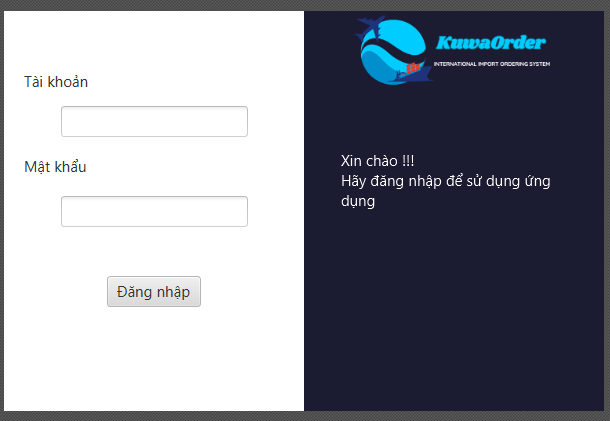 Tài khoản
Mật khẩu
Đăng nhập
KuwaOrder
INTERNATIONAL IMPORT ORDERING SYSTEM
Xin chào !!!
Hãy đăng nhập để sử dụng ứng
dụng